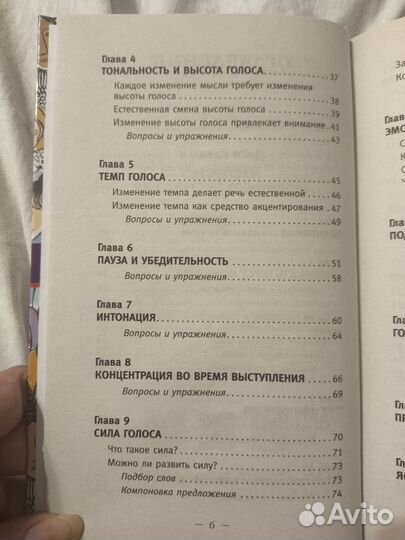 Глава 4
ТОНАЛЬНОСТЬ И ВЫСОТА ГОЛОСА 37
Каждое изменение мысли требует изменения
высоты голоса 38
Естественная смена высоты голоса 39
Изменение высоты голоса привлекает внимание 41
Вопросы и упражнения 43
Глава 5
ТЕМП ГОЛОСА 45
Изменение темпа делает речь естественной 46
Изменение темпа как средство акцентирования 47
Вопросы и упражнения 49
Глава 6
ПАУЗА И УБЕДИТЕЛЬНОСТЬ 51
Вопросы и упражнения 58
Глава 7
ИНТОНАЦИЯ 60
Вопросы и упражнения 64
Глава 8
КОНЦЕНТРАЦИЯ ВО ВРЕМЯ ВЫСТУПЛЕНИЯ 66
Вопросы и упражнения 69
Глава 9
СИЛА ГОЛОСА 70
Что такое сила? 71
Можно ли развить силу? 73
Подбор слов 73
Компоновка предложения 74
— 6 —
Avito